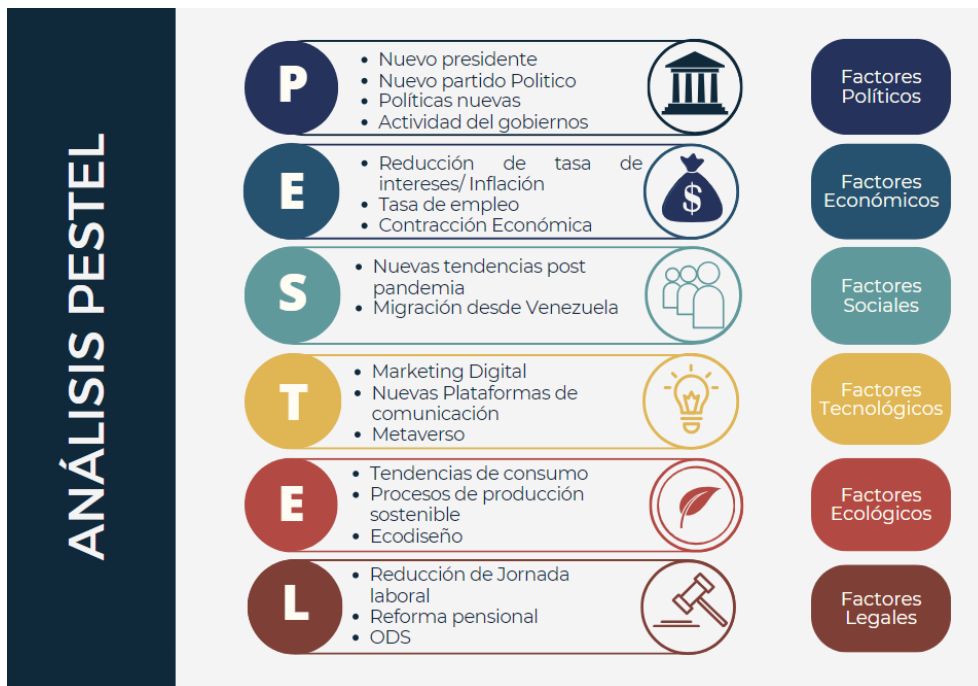 ANÁLISIS PESTEL
P
• Nuevo presidente
• Nuevo partido Politico
• Políticas nuevas
• Actividad del gobiernos
Factores
Políticos
E
• Reducción de tasa de
intereses/ Inflación
• Tasa de empleo
• Contracción Económica
$
Factores
Económicos
S
• Nuevas tendencias post
pandemia
• Migración desde Venezuela
Factores
Sociales
T
• Marketing Digital
• Nuevas Plataformas de
comunicación
• Metaverso
Factores
Tecnológicos
E
• Tendencias de consumo
• Procesos de producción
sostenible
• Ecodiseño
Factores
Ecológicos
L
• Reducción de Jornada
laboral
• Reforma pensional
• ODS
Factores
Legales